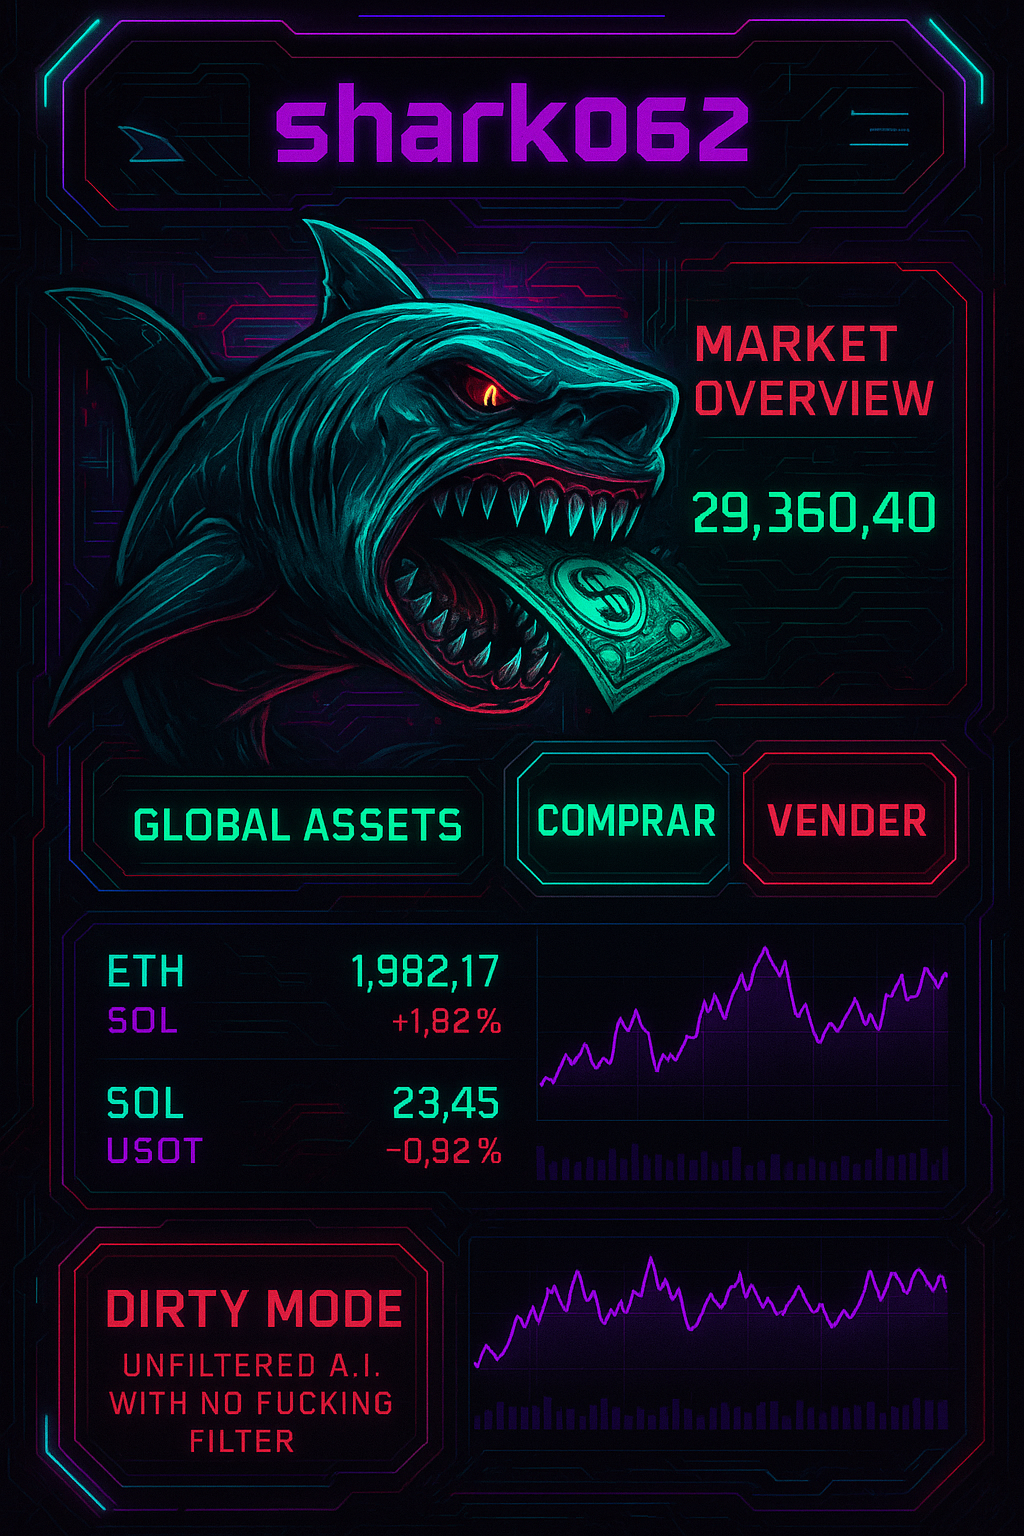 shark062
MARKET
OVERVIEW
29,360,40
GLOBAL ASSETS
COMPRAR
VENDER
ETH
1,982,17
SOL
+1,82%
SOL
23,45
USOT
−0,92%
DIRTY MODE
UNFILTERED A.I.
WITH NO FUCKING
FILTER